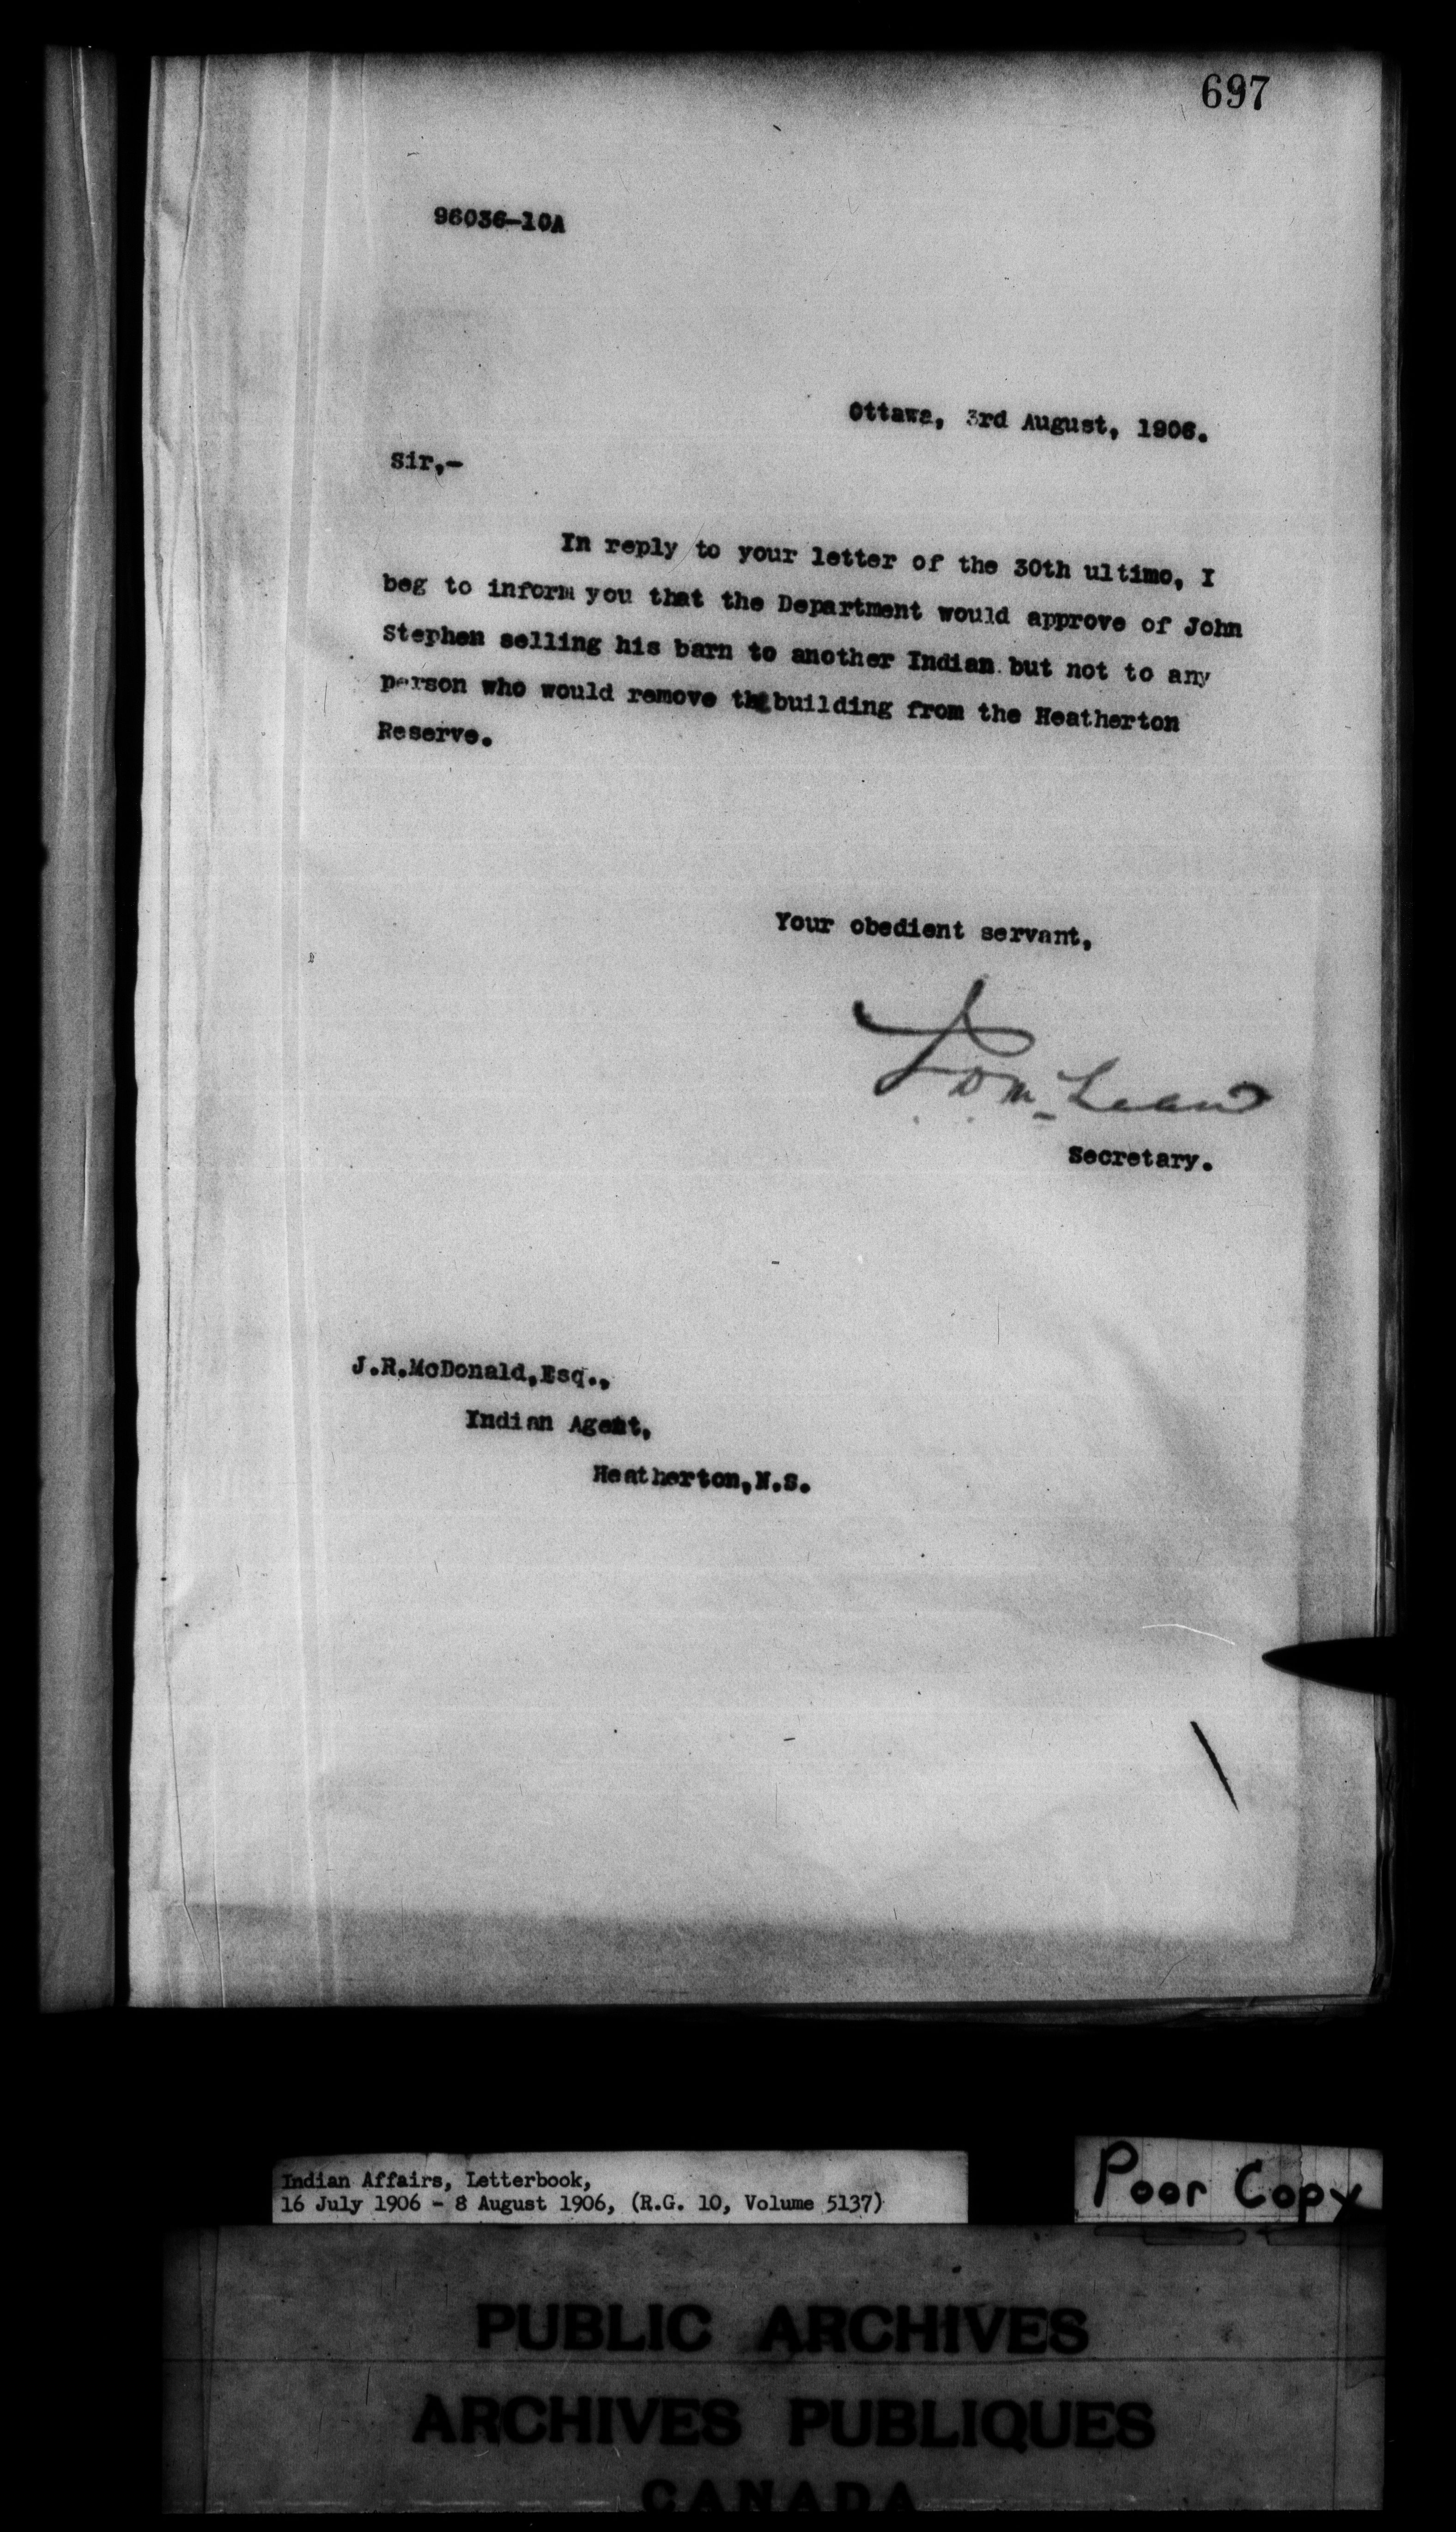 697
96036-10A
Ottawa, 3rd August, 1906.
Sir,-
In reply to your letter of the 30th ultimo, I
beg to inform you that the Department would approve of John
Stephen selling his barn to another Indian but not to any
person who would remove the building from the Heatherton
Reserve.
Your obedient servant,
McLean
Secretary.
J.R.McDonald,Esq.,
Indian Agent,
Heatherton,N.S.
Indian Affairs, Letterbook,
16 July 1906 - 8 August 1906, (R.G. 10, Volume 5137)
Poor Copy
PUBLIC ARCHIVES
ARCHIVES PUBLIQUES
CANADA